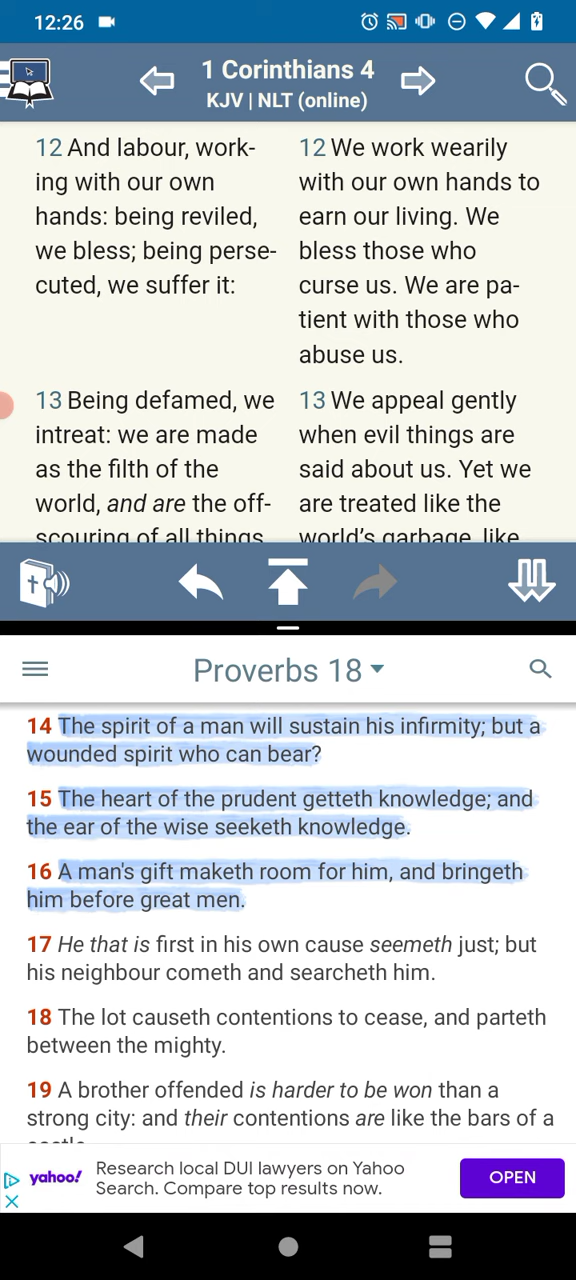 12:26
1 Corinthians 4
KJV | NLT (online)
12 And labour, work-
ing with our own
hands: being reviled,
we bless; being perse-
cuted, we suffer it:
13 Being defamed, we
intreat: we are made
as the filth of the
world, and are the off-
scouring of all things
12 We work wearily
with our own hands to
earn our living. We
bless those who
curse us. We are pa-
tient with those who
abuse us.
13 We appeal gently
when evil things are
said about us. Yet we
are treated like the
world's garbage, like
Proverbs 18
14 The spirit of a man will sustain his infirmity; but a
wounded spirit who can bear?
15 The heart of the prudent getteth knowledge; and
the ear of the wise seeketh knowledge.
16 A man's gift maketh room for him, and bringeth
him before great men.
17 He that is first in his own cause seemeth just; but
his neighbour cometh and searcheth him.
18 The lot causeth contentions to cease, and parteth
between the mighty.
19 A brother offended is harder to be won than a
strong city: and their contentions are like the bars of a
castle.
yahoo!
Research local DUI lawyers on Yahoo
Search. Compare top results now.
OPEN